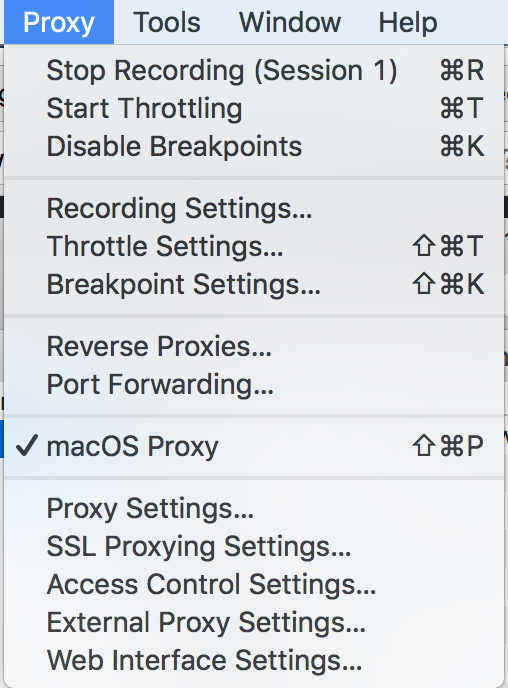 Proxy Tools Window Help
Stop Recording (Session 1) ⌘R
Start Throttling ⌘T
Disable Breakpoints ⌘K
Recording Settings...
Throttle Settings... ⇧⌘T
Breakpoint Settings... ⇧⌘K
Reverse Proxies...
Port Forwarding...
✓ macOS Proxy ⇧⌘P
Proxy Settings...
SSL Proxying Settings...
Access Control Settings...
External Proxy Settings...
Web Interface Settings...